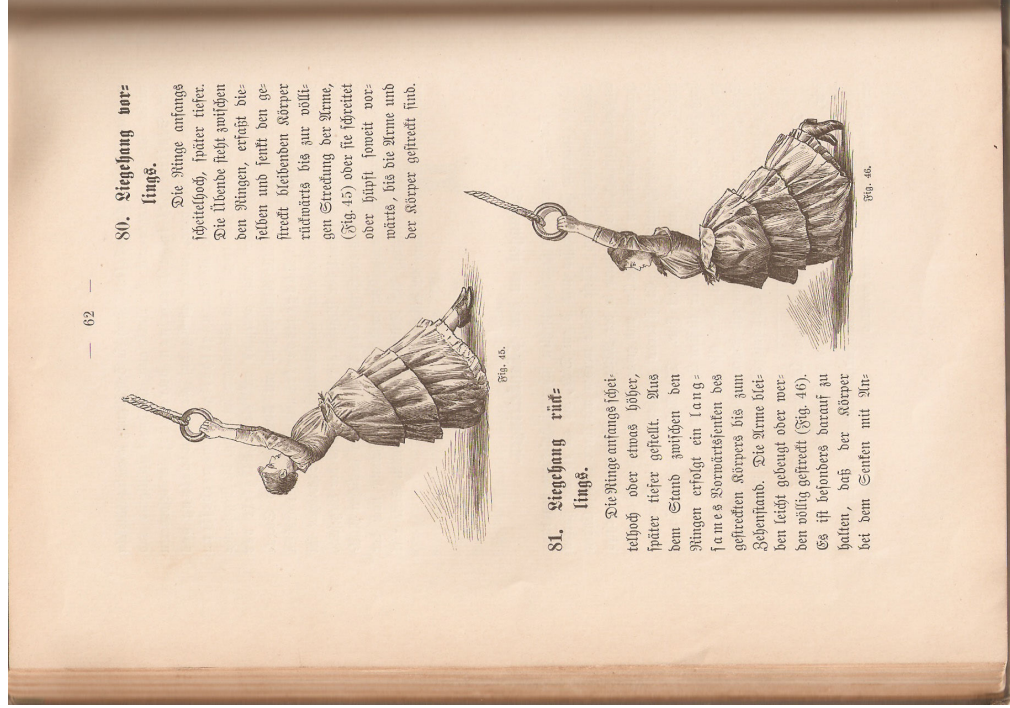 — 62 —
80. Liegehang vor-
lings.
Die Ringe anfangs
scheitelhoch, später tiefer.
Die Übende steht zwischen
den Ringen, erfaßt die-
selben und senkt den ge-
streckt bleibenden Körper
rückwärts bis zur völli-
gen Streckung der Arme,
(Fig. 45) oder sie schreitet
oder hüpft soweit vor-
wärts, bis die Arme und
der Körper gestreckt sind.
Fig. 45.
81. Liegehang rück-
lings.
Die Ringe anfangs schei-
telhoch oder etwas höher,
später tiefer gestellt. Aus
dem Stand zwischen den
Ringen erfolgt ein lang-
sames Vorwärtssenken des
gestreckten Körpers bis zum
Zehenstand. Die Arme blei-
ben leicht gebeugt oder wer-
den völlig gestreckt (Fig. 46).
Es ist besonders darauf zu
halten, daß der Körper
bei dem Senken mit An-
Fig. 46.